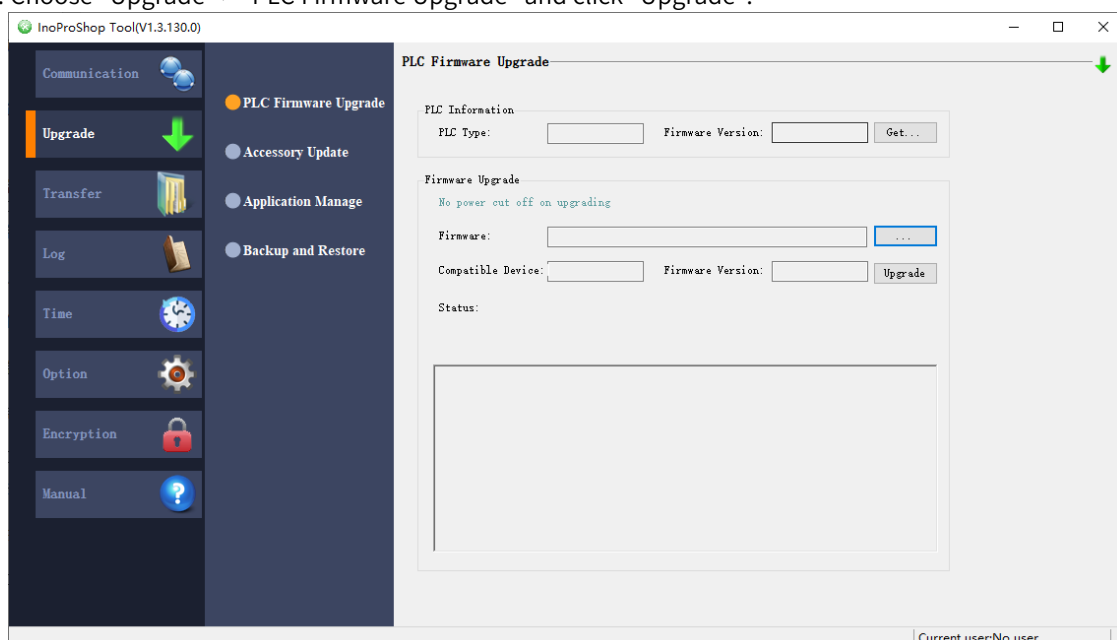 Choose "Upgrade" > "PLC Firmware Upgrade" and click "Upgrade".
InoProShop Tool(V1.3.130.0)
Communication
Upgrade
Transfer
Log
Time
Option
Encryption
Manual
PLC Firmware Upgrade
Accessory Update
Application Manage
Backup and Restore
PLC Firmware Upgrade
PLC Information
PLC Type:
Firmware Version:
Get...
Firmware Upgrade
No power cut off on upgrading
Firmware:
...
Compatible Device:
Firmware Version:
Upgrade
Status:
Current user:No user